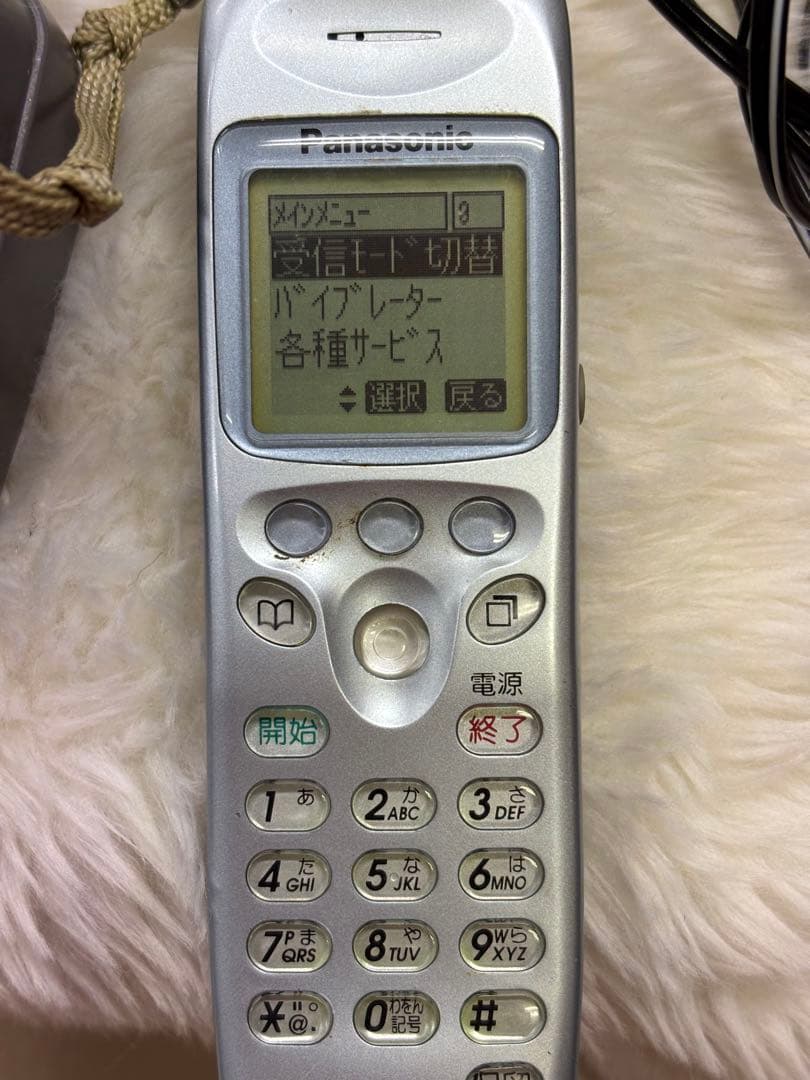 Panasonic
メインメニュー 3
受信モード切替
バイブレーター
各種サービス
選択 戻る
電源
開始 終了
1 あ 2 か ABC 3 さ DEF
4 た GHI 5 な JKL 6 は MNO
7 ま PQRS 8 や TUV 9 ら WXYZ
* "°@. 0 わをん 記号 #
保留